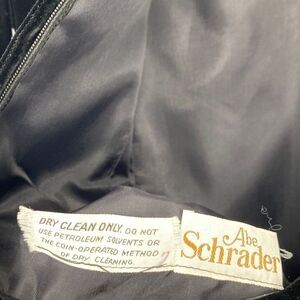 DRY CLEAN ONLY. DO NOT
USE PETROLEUM SOLVENTS OR
THE COIN-OPERATED METHOD
OF DRY CLEANING.
Abe
Schrader